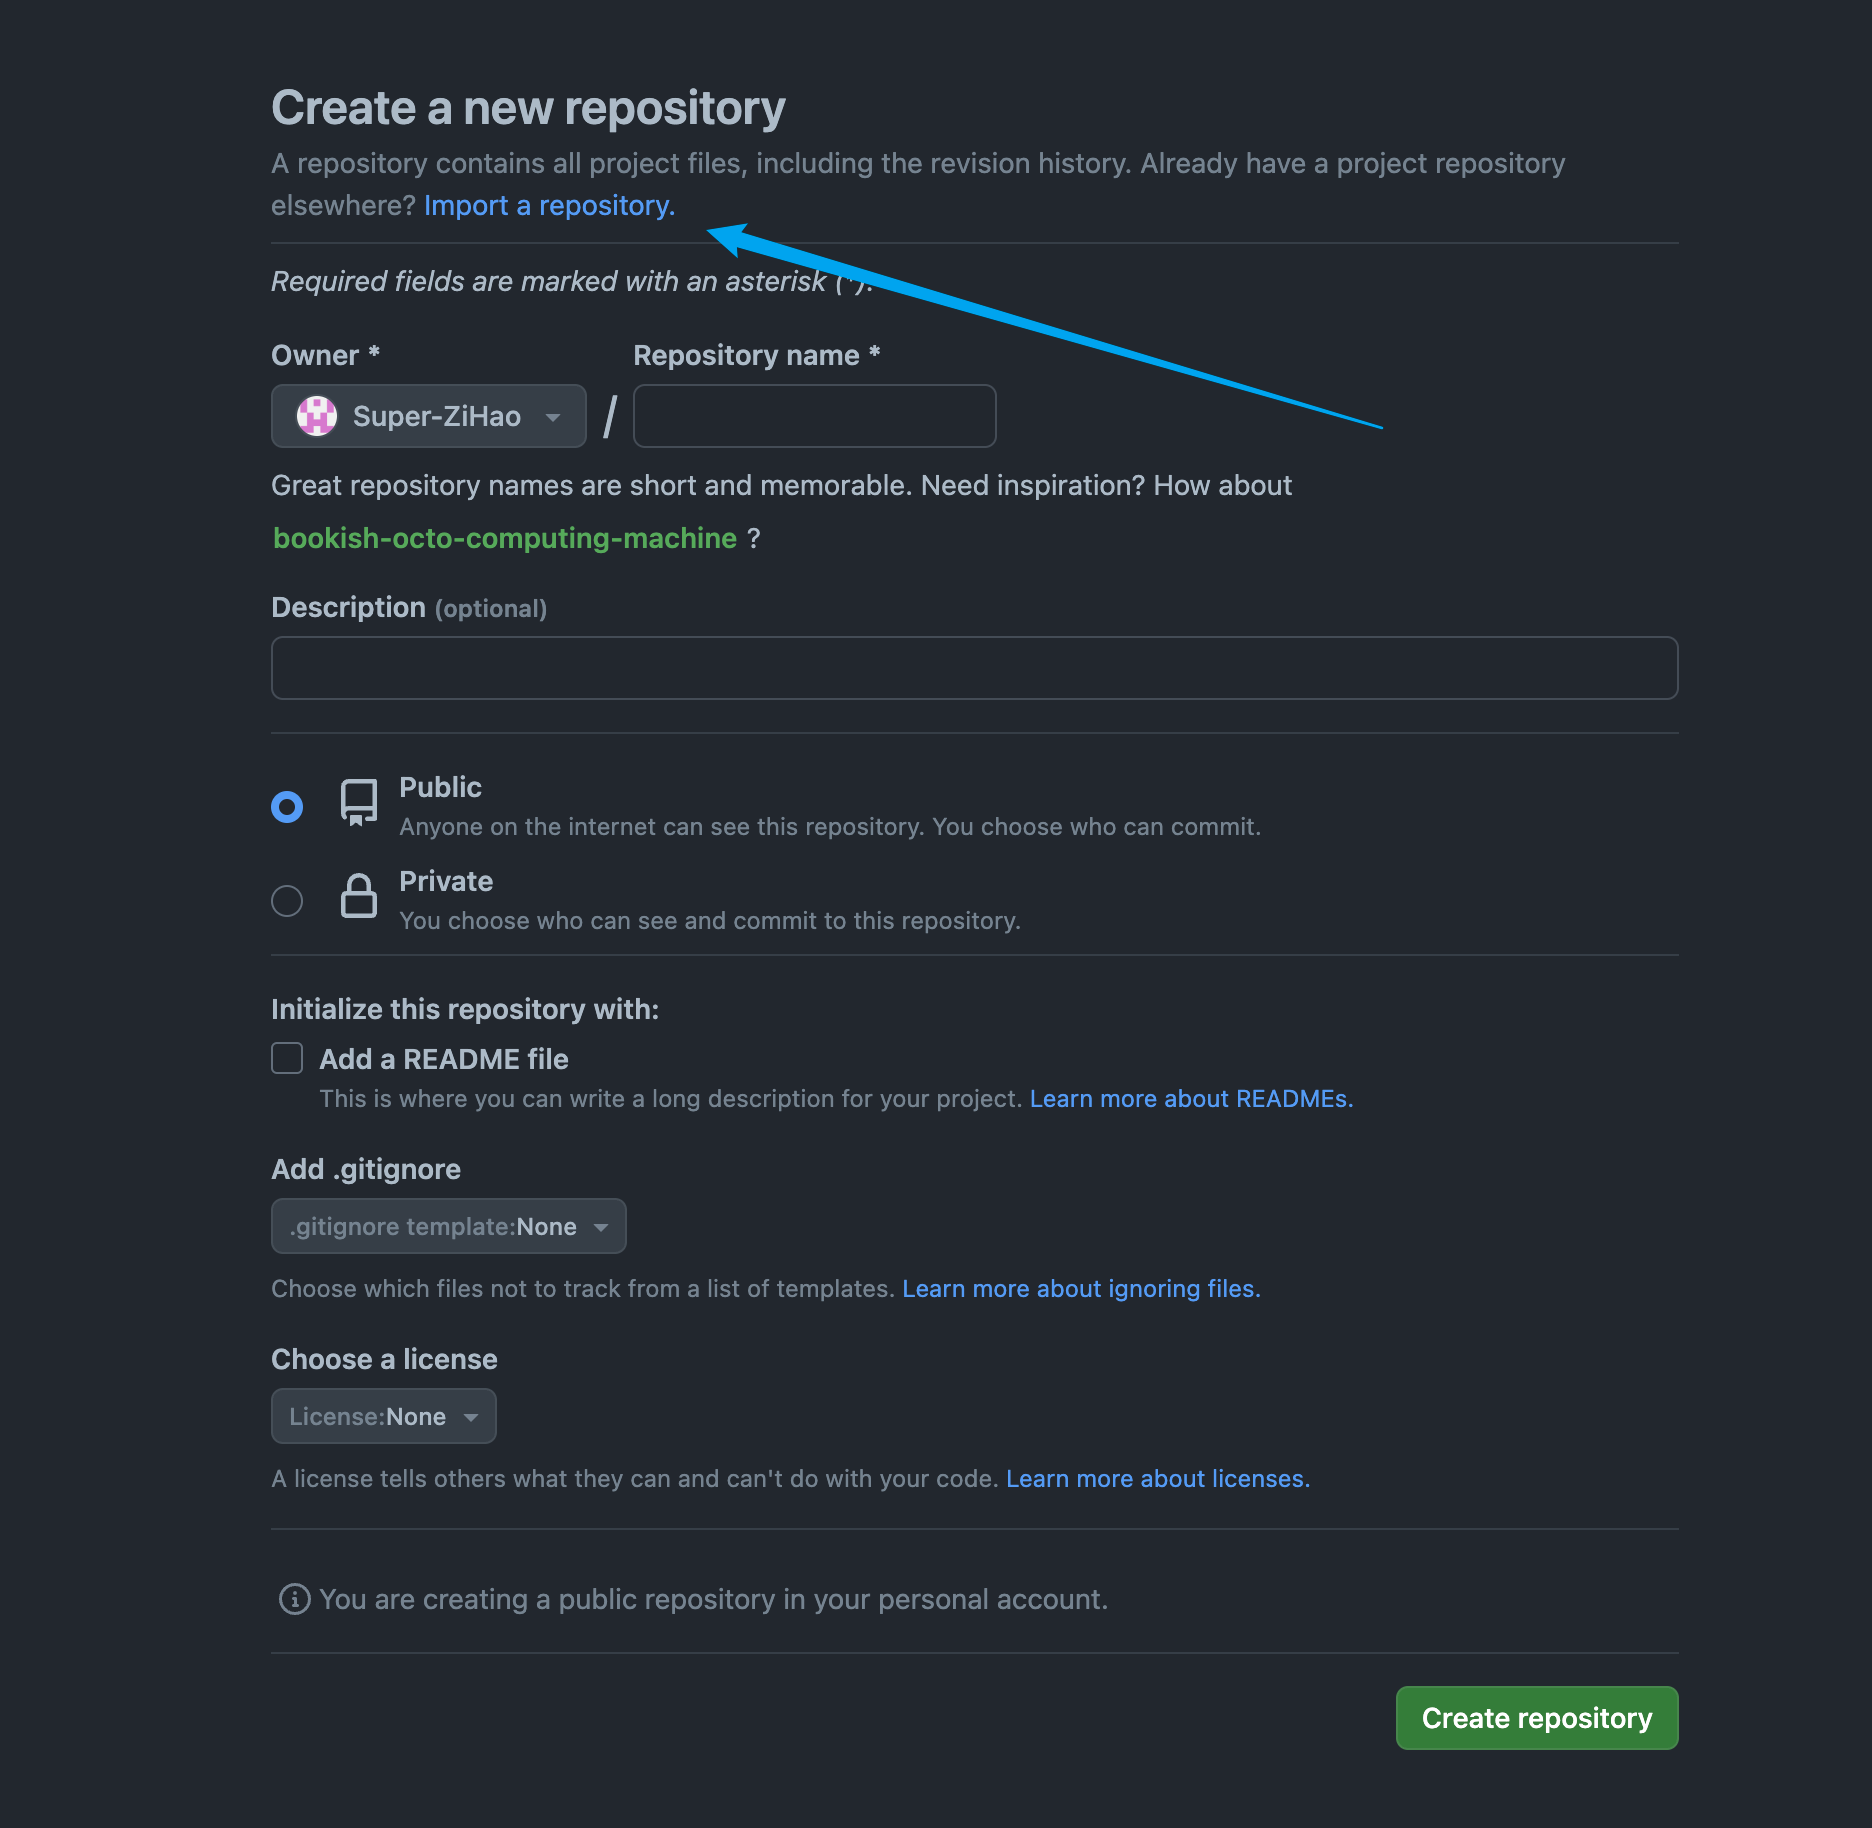 Create a new repository
A repository contains all project files, including the revision history. Already have a project repository
elsewhere? Import a repository.
Required fields are marked with an asterisk (*).
Owner * Repository name *
Super-ZiHao /
Great repository names are short and memorable. Need inspiration? How about
bookish-octo-computing-machine ?
Description (optional)
Public
Anyone on the internet can see this repository. You choose who can commit.
Private
You choose who can see and commit to this repository.
Initialize this repository with:
Add a README file
This is where you can write a long description for your project. Learn more about READMEs.
Add .gitignore
.gitignore template:None
Choose which files not to track from a list of templates. Learn more about ignoring files.
Choose a license
License:None
A license tells others what they can and can't do with your code. Learn more about licenses.
You are creating a public repository in your personal account.
Create repository